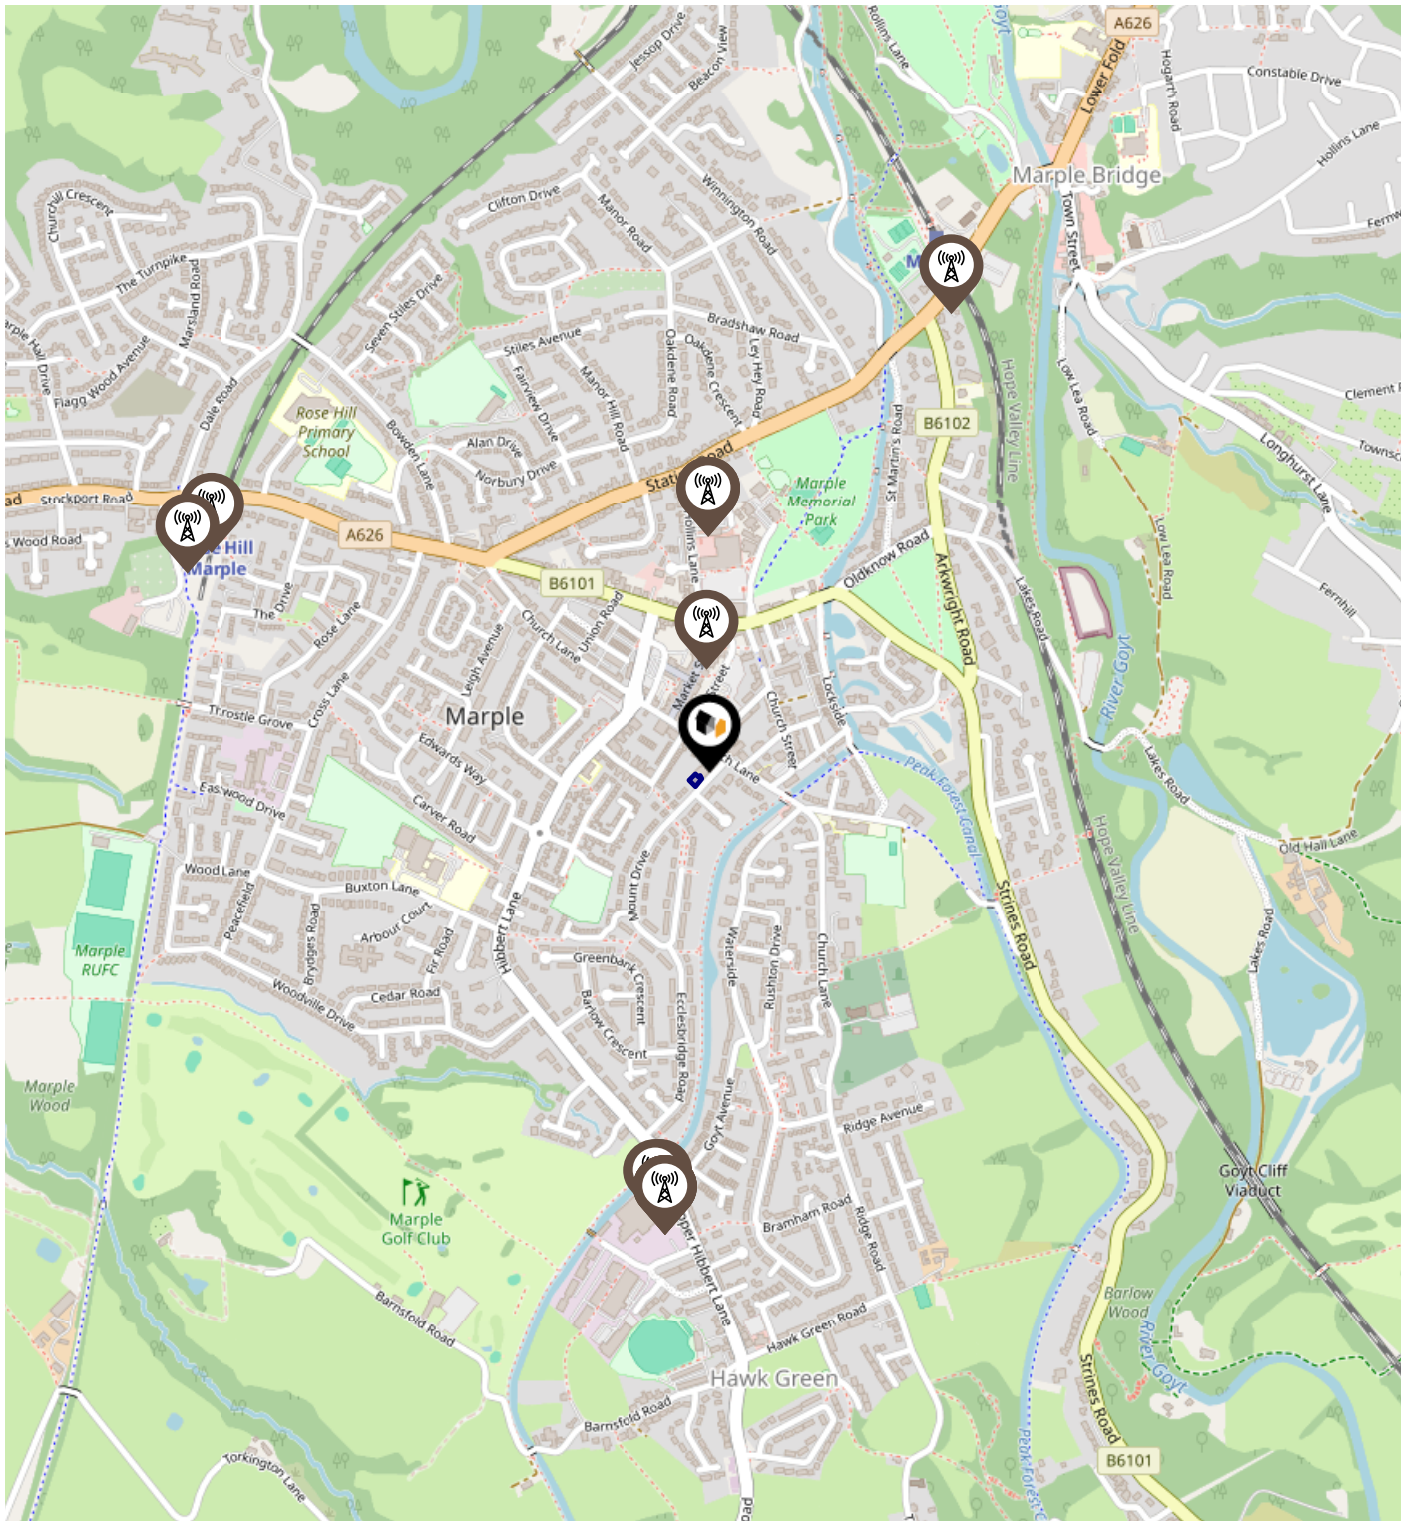 A626
Rollins Lane
Goyt
Jessop Drive
Beacon View
Lower Fold
Hogarth Road
Constable Drive
Hollins Lane
Marple Bridge
Churchill Crescent
Clifton Drive
Manor Road
Winnington Road
Town Street
The Turnpike
Marsland Road
Seven Stiles Drive
Bradshaw Road
Stiles Avenue
Oakdene Road
Oakdene Crescent
Ley Hey Road
Hope Valley Line
Low Lea Road
Flagg Wood Avenue
Dale Road
Fairview Drive
Manor Hill Road
Rose Hill
Primary
School
Bowden Lane
Alan Drive
Norbury Drive
B6102
St Martin's Road
Longhurst Lane
Marple
Memorial
Park
Stockport Road
s Wood Road
A626
B6101
Oldknow Road
Arkwright Road
Lakes Road
Low Lea Road
Fernhill
Marple
The Drive
Rose Lane
Church Lane
Union Road
Leigh Avenue
Cross Lane
Throstle Grove
Marple
Street
Church Street
Lockside
River Goyt
Edwards Way
Peak Forest Canal
Lakes Road
Eastwood Drive
Carver Road
Hope Valley Line
Old Hall Lane
Wood Lane
Buxton Lane
Mount Drive
Peacefield
Arbour Court
Brydges Road
Fir Road
Hibbert Lane
Strines Road
Marple
RUFC
Greenbank Crescent
Waterside
Rushton Drive
Church Lane
Lakes Road
Woodville Drive
Cedar Road
Barlow Crescent
Ecclesbridge Road
Marple
Wood
Goyt Avenue
Ridge Avenue
Goyt Cliff
Viaduct
Marple
Golf Club
Bramham Road
Ridge Road
Barnsfold Road
Hawk Green Road
Barlow
Wood
River Goyt
Hawk Green
Barnsfold Road
Strines Road
Torkington Lane
B6101